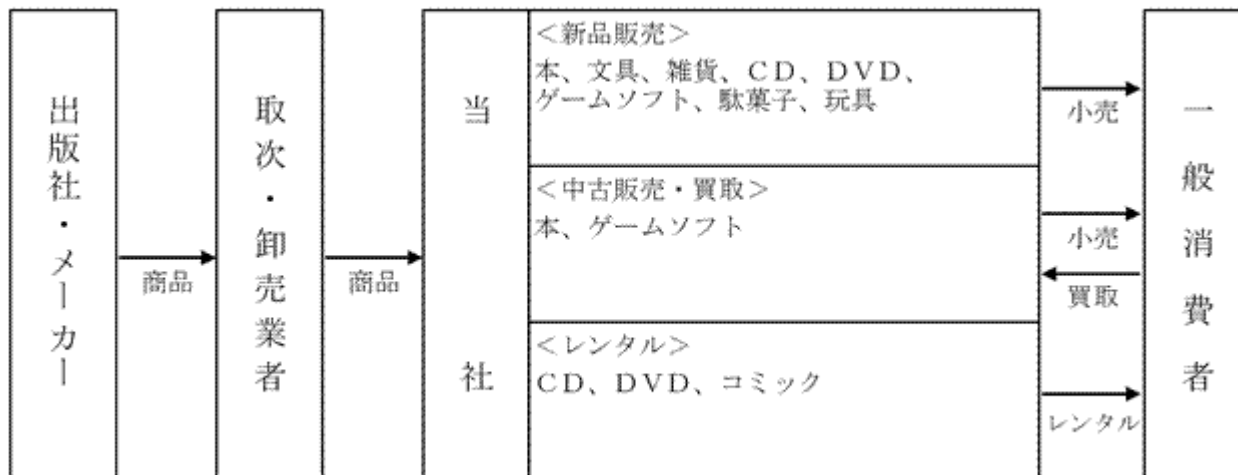 出版社・メーカー
商品
取次・卸売業者
商品
当社
＜新品販売＞
本、文具、雑貨、ＣＤ、ＤＶＤ、
ゲームソフト、駄菓子、玩具
小売
＜中古販売・買取＞
本、ゲームソフト
小売
買取
＜レンタル＞
ＣＤ、ＤＶＤ、コミック
レンタル
一般消費者